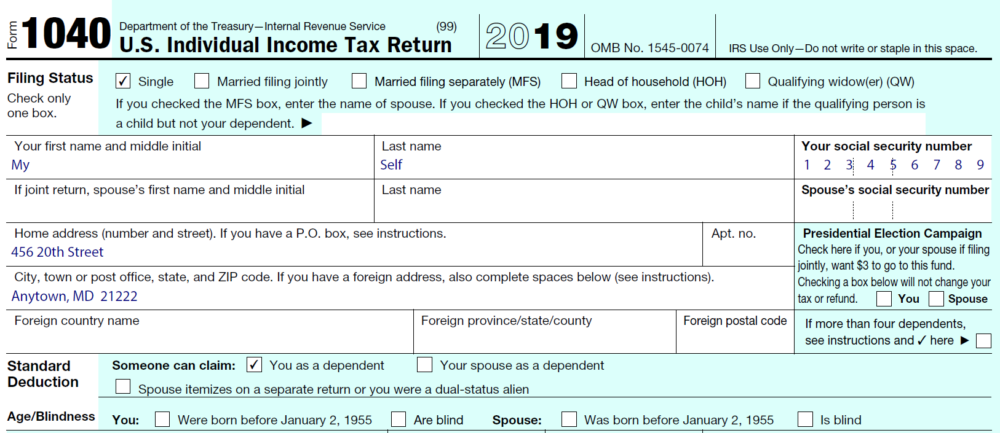 Form 1040 Department of the Treasury—Internal Revenue Service (99)
U.S. Individual Income Tax Return 2019 OMB No. 1545-0074 IRS Use Only—Do not write or staple in this space.
Filing Status
Check only
one box.
✓ Single Married filing jointly Married filing separately (MFS) Head of household (HOH) Qualifying widow(er) (QW)
If you checked the MFS box, enter the name of spouse. If you checked the HOH or QW box, enter the child's name if the qualifying person is
a child but not your dependent. ▶
Your first name and middle initial
My
Last name
Self
Your social security number
1 2 3 4 5 6 7 8 9
If joint return, spouse's first name and middle initial
Last name
Spouse's social security number
Home address (number and street). If you have a P.O. box, see instructions.
456 20th Street
Apt. no.
City, town or post office, state, and ZIP code. If you have a foreign address, also complete spaces below (see instructions).
Anytown, MD 21222
Presidential Election Campaign
Check here if you, or your spouse if filing
jointly, want $3 to go to this fund.
Checking a box below will not change your
tax or refund. You Spouse
Foreign country name
Foreign province/state/county
Foreign postal code
If more than four dependents,
see instructions and ✓ here ▶
Standard
Deduction
Someone can claim: ✓ You as a dependent Your spouse as a dependent
Spouse itemizes on a separate return or you were a dual-status alien
Age/Blindness You: Were born before January 2, 1955 Are blind Spouse: Was born before January 2, 1955 Is blind